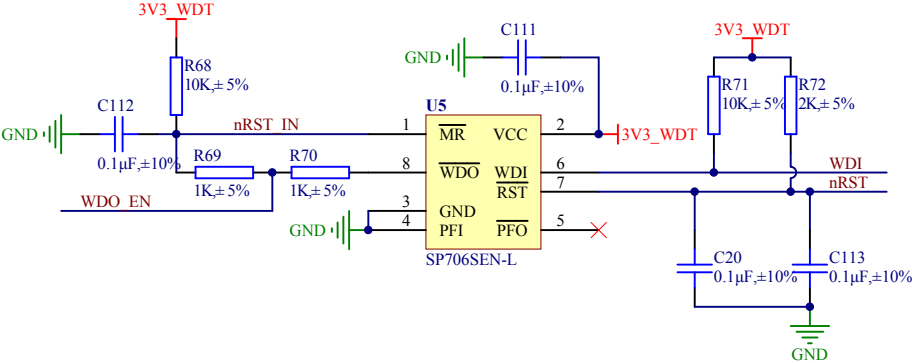 3V3_WDT
C111
3V3_WDT
R68
10K,±5%
GND
0.1μF,±10%
R71
10K,±5%
R72
2K,±5%
C112
GND
0.1μF,±10%
nRST_IN
U5
1
MR
VCC
2
3V3_WDT
R69
1K,±5%
R70
1K,±5%
8
WDO
WDI
6
WDI
RST
7
nRST
WDO_EN
3
GND
4
PFI
PFO
5
GND
SP706SEN-L
C20
0.1μF,±10%
C113
0.1μF,±10%
GND